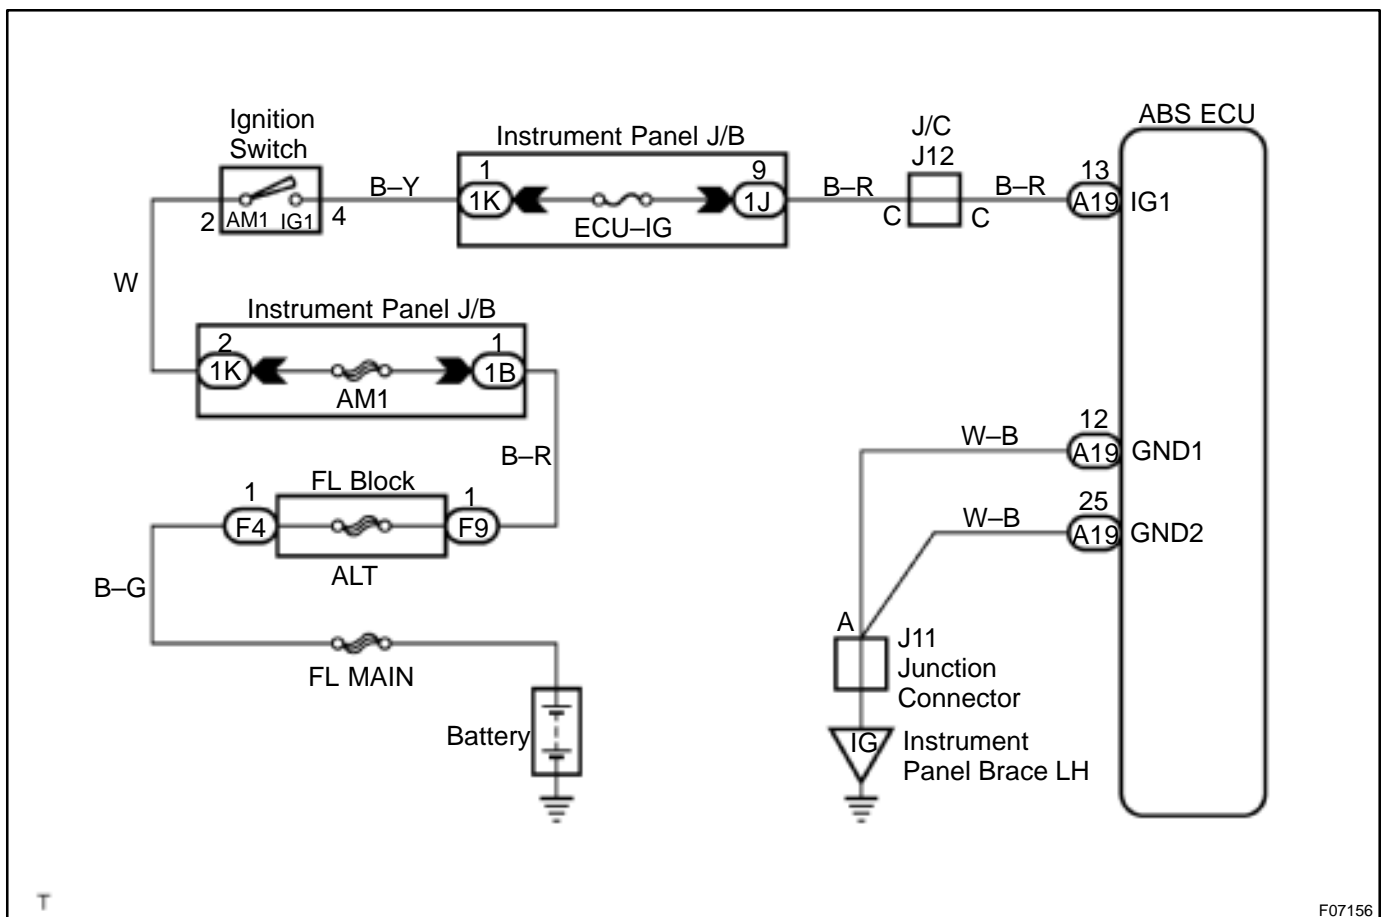 ABS ECU
Ignition
Switch
Instrument Panel J/B
J/C
J12
1
9
13
B–Y
1K
1J
B–R
B–R
A19
IG1
2
AM1
IG1
4
ECU–IG
C
C
W
Instrument Panel J/B
2
1
1K
1B
AM1
12
W–B
A19
GND1
B–R
FL Block
1
1
F4
F9
25
W–B
A19
GND2
ALT
B–G
A
J11
Junction
Connector
FL MAIN
Battery
IG
Instrument
Panel Brace LH
T
F07156